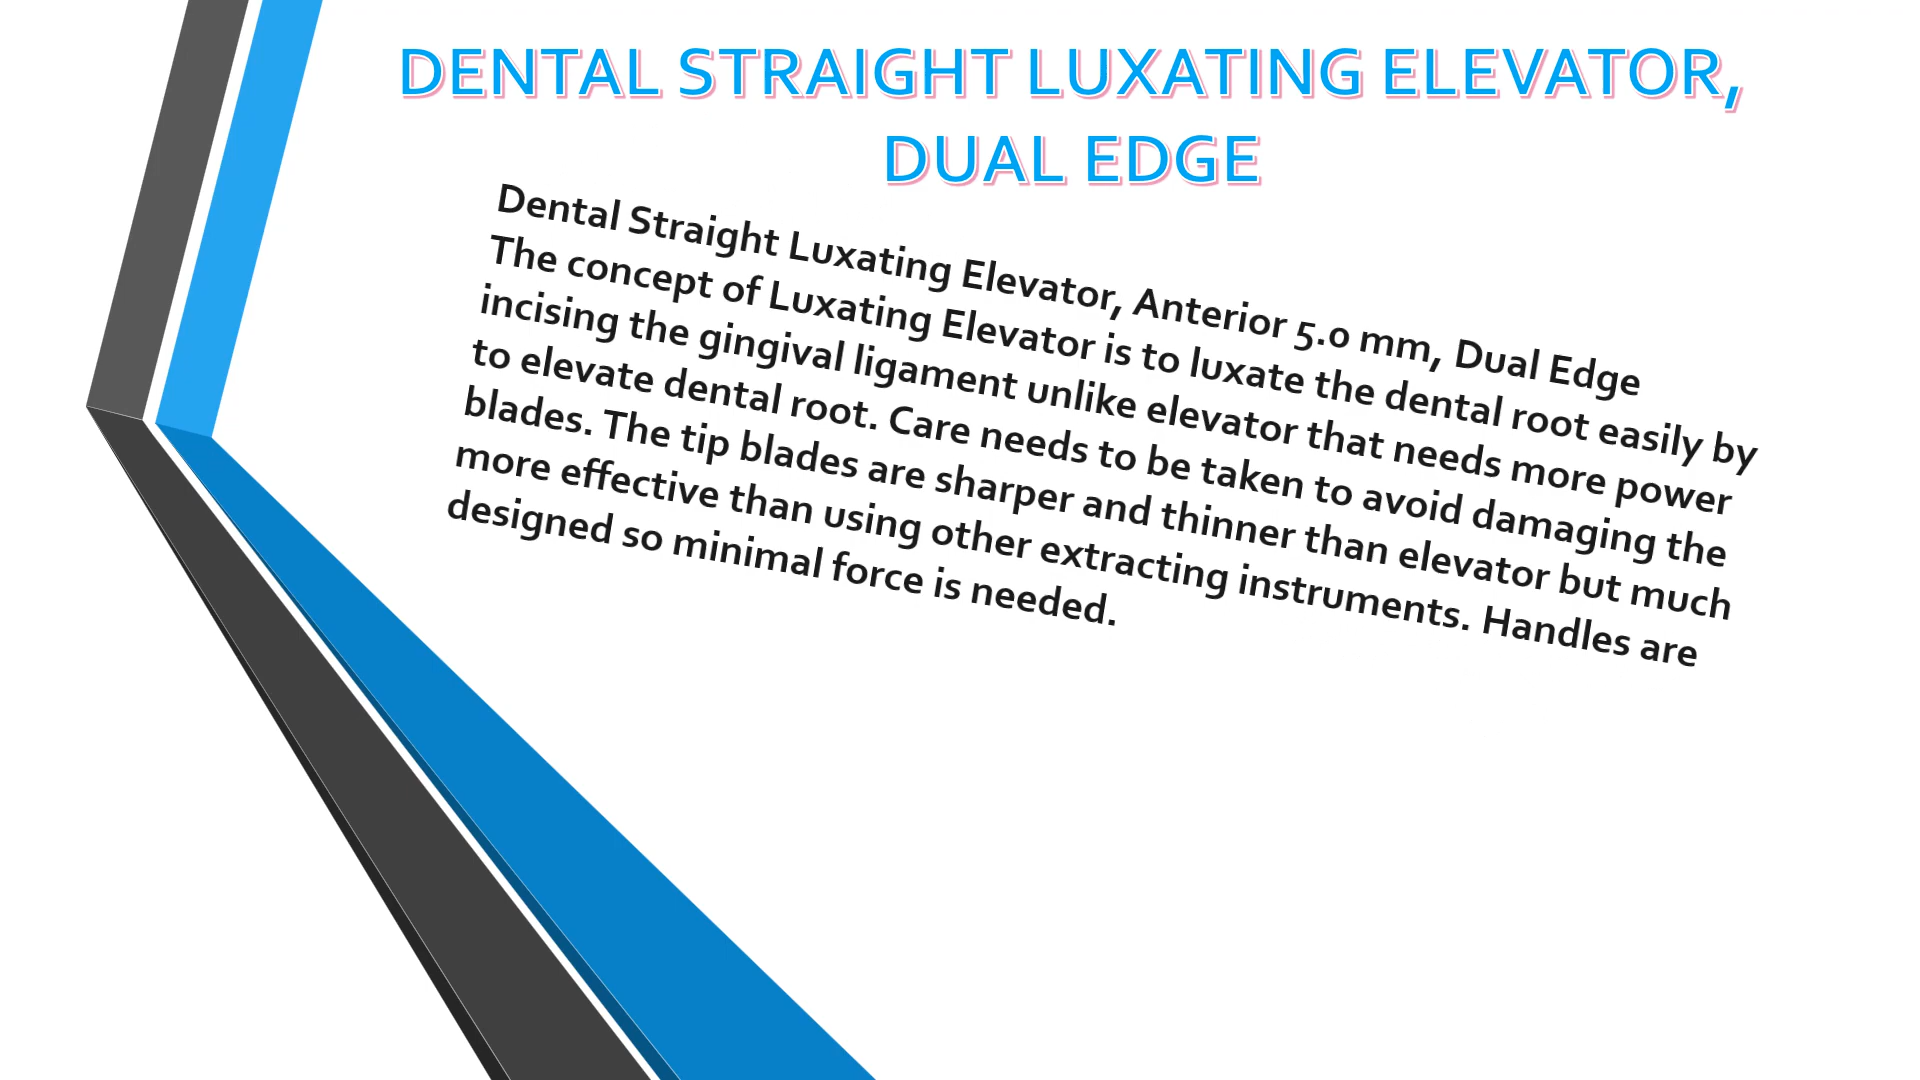 DENTAL STRAIGHT LUXATING ELEVATOR,
DUAL EDGE
Dental Straight Luxating Elevator, Anterior 5.0 mm, Dual Edge
The concept of Luxating Elevator is to luxate the dental root easily by
incising the gingival ligament unlike elevator that needs more power
to elevate dental root. Care needs to be taken to avoid damaging the
blades. The tip blades are sharper and thinner than elevator but much
more effective than using other extracting instruments. Handles are
designed so minimal force is needed.